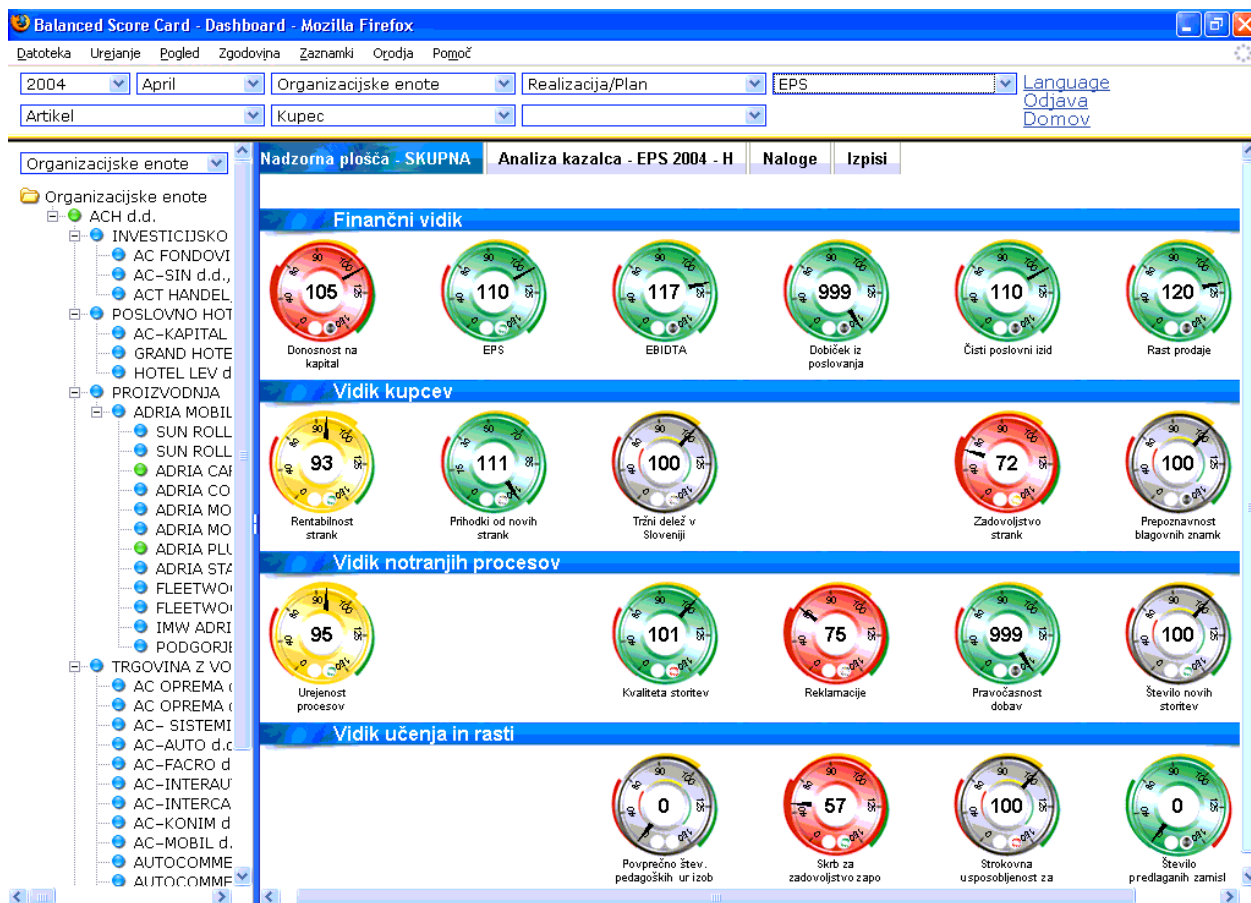 Balanced Score Card - Dashboard - Mozilla Firefox
Datoteka Urejanje Pogled Zgodovina Zaznamki Orodja Pomoč
2004 April Organizacijske enote Realizacija/Plan EPS Language
Odjava
Artikel Kupec Domov
Organizacijske enote
Nadzorna plošča - SKUPNA Analiza kazalca - EPS 2004 - H Naloge Izpisi
Organizacijske enote
ACH d.d.
INVESTICIJSKO
AC FONDOVI
AC-SIN d.d.,
ACT HANDEL
POSLOVNO HOT
AC-KAPITAL
GRAND HOTE
HOTEL LEV d
PROIZVODNJA
ADRIA MOBIL
SUN ROLL
SUN ROLL
ADRIA CAR
ADRIA CO
ADRIA MO
ADRIA MO
ADRIA PLU
ADRIA STA
FLEETWO
FLEETWO
IMW ADRI
PODGORJE
TRGOVINA Z VO
AC OPREMA
AC OPREMA
AC- SISTEMI
AC-AUTO d.c
AC-FACRO d
AC-INTERAU
AC-INTERCA
AC-KONIM d
AC-MOBIL d.
AUTOCOMME
AUTOCOMME
Finančni vidik
105 110 117 999 110 120
Donosnost na kapital
EPS
EBIDTA
Dobiček iz poslovanja
Čisti poslovni izid
Rast prodaje
Vidik kupcev
93 111 100 72 100
Rentabilnost strank
Prihodki od novih strank
Tržni delež v Sloveniji
Zadovoljstvo strank
Prepoznavnost blagovnih znamk
Vidik notranjih procesov
95 101 75 999 100
Urejenost procesov
Kvaliteta storitev
Reklamacije
Pravočasnost dobav
Število novih storitev
Vidik učenja in rasti
0 57 100 0
Povprečno štev. pedagoških ur izob
Skrb za zadovoljstvo zapo
Strokovna usposobljenost za
Število predlaganih zamisl